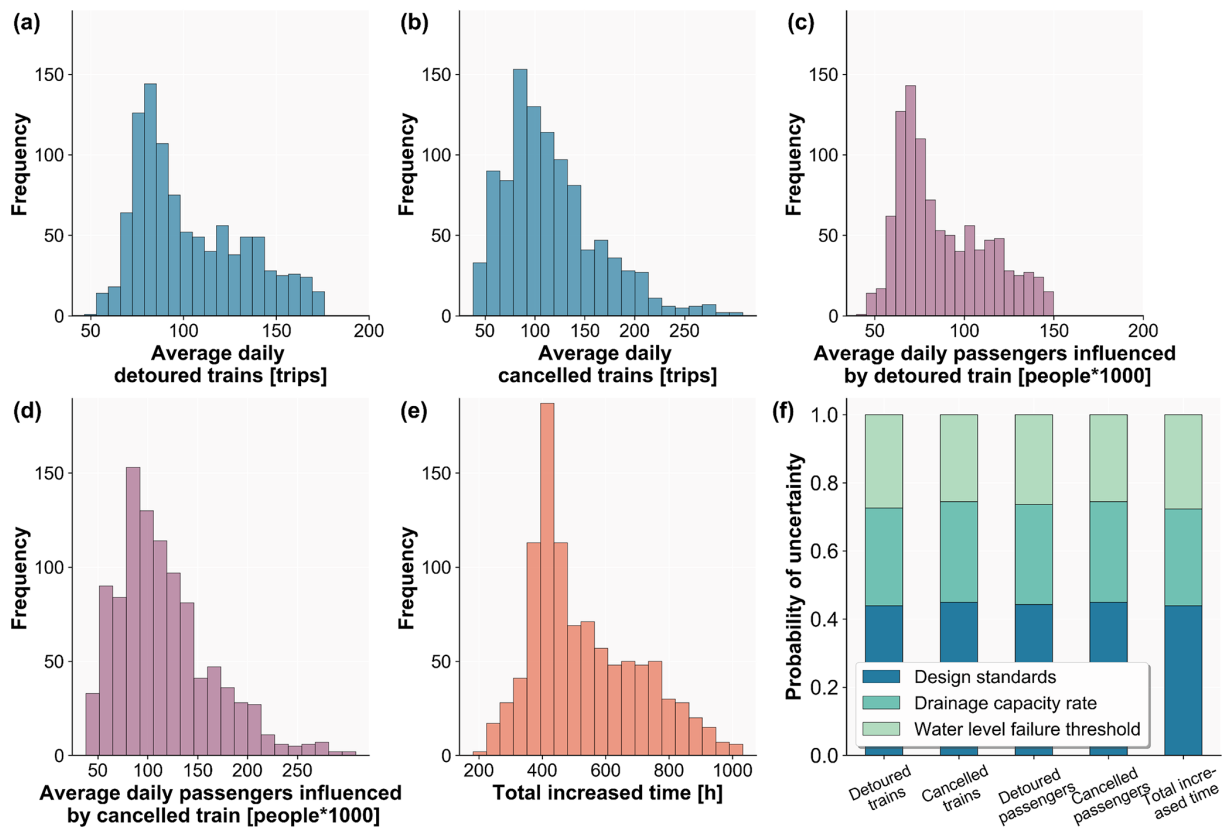 (a)
Frequency
150
100
50
0
50
100
200
Average daily
detoured trains [trips]
(b)
Frequency
150
100
50
0
50
100
150
200
250
Average daily
cancelled trains [trips]
(c)
Frequency
150
100
50
0
50
100
150
200
Average daily passengers influenced
by detoured train [people*1000]
(d)
Frequency
150
100
50
0
50
100
150
200
250
Average daily passengers influenced
by cancelled train [people*1000]
(e)
Frequency
150
100
50
0
200
400
600
800
1000
Total increased time [h]
(f)
Probability of uncertainty
1.0
0.8
0.6
0.4
0.2
0.0
Design standards
Drainage capacity rate
Water level failure threshold
Detoured
trains
Cancelled
trains
Detoured
passengers
Cancelled
passengers
Total incre-
ased time